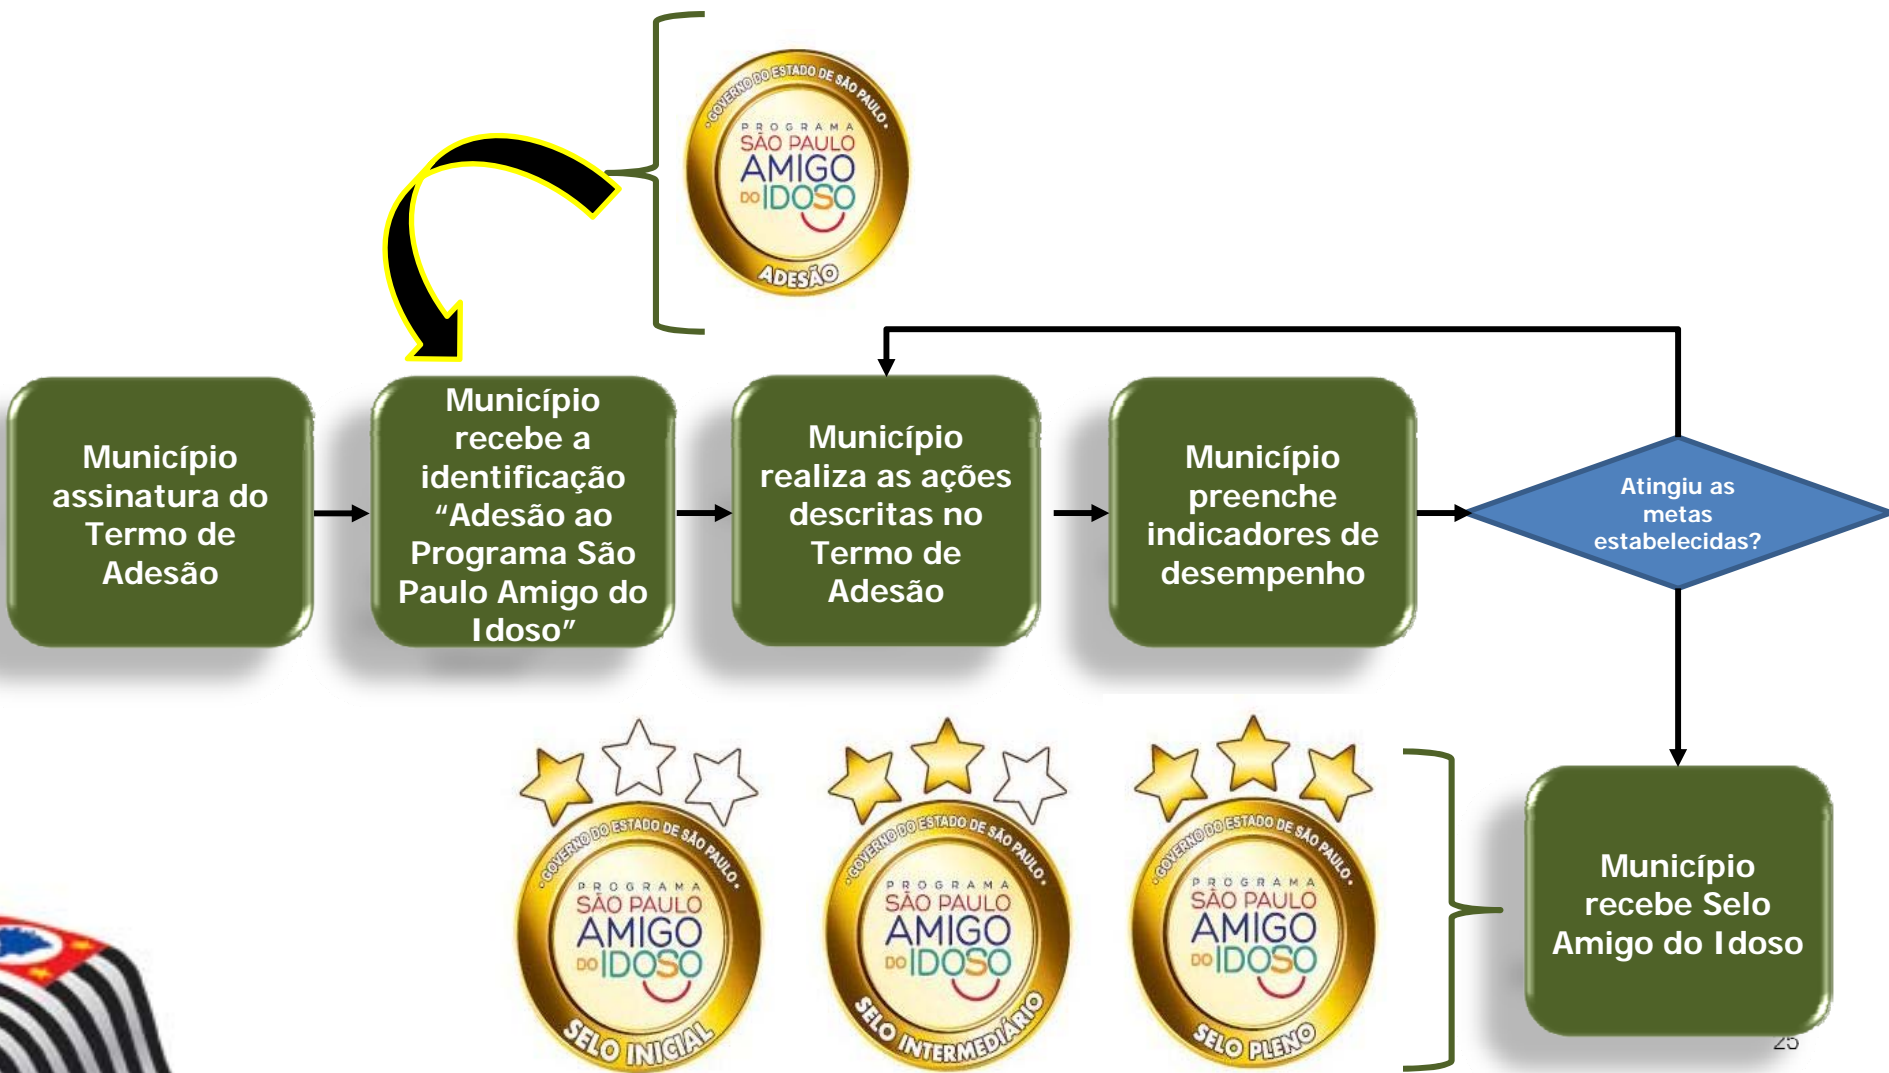 · GOVERNO DO ESTADO DE SÃO PAULO ·
PROGRAMA
SÃO PAULO
AMIGO
DO IDOSO
ADESÃO
Município
assinatura do
Termo de
Adesão
Município
recebe a
identificação
“Adesão ao
Programa São
Paulo Amigo do
Idoso”
Município
realiza as ações
descritas no
Termo de
Adesão
Município
preenche
indicadores de
desempenho
Atingiu as
metas
estabelecidas?
· GOVERNO DO ESTADO DE SÃO PAULO ·
PROGRAMA
SÃO PAULO
AMIGO
DO IDOSO
SELO INICIAL
· GOVERNO DO ESTADO DE SÃO PAULO ·
PROGRAMA
SÃO PAULO
AMIGO
DO IDOSO
SELO INTERMEDIÁRIO
· GOVERNO DO ESTADO DE SÃO PAULO ·
PROGRAMA
SÃO PAULO
AMIGO
DO IDOSO
SELO PLENO
Município
recebe Selo
Amigo do Idoso
25